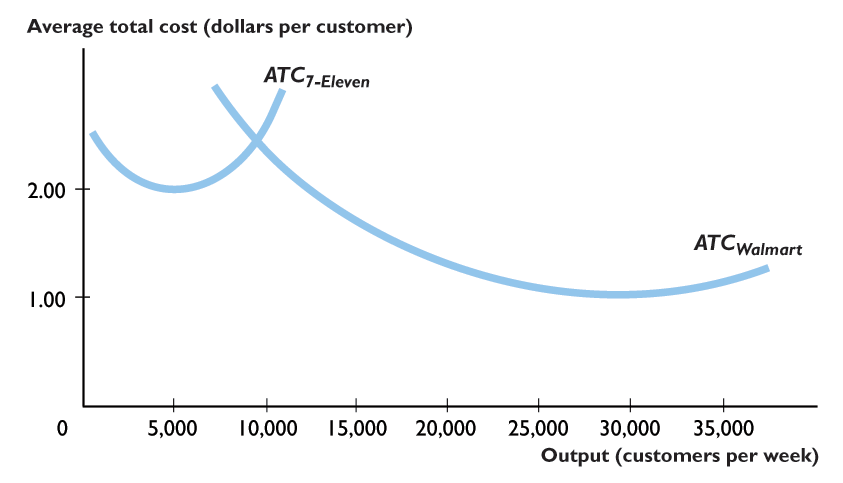 Average total cost (dollars per customer)
ATC7-Eleven
2.00
ATCWalmart
1.00
0 5,000 10,000 15,000 20,000 25,000 30,000 35,000
Output (customers per week)